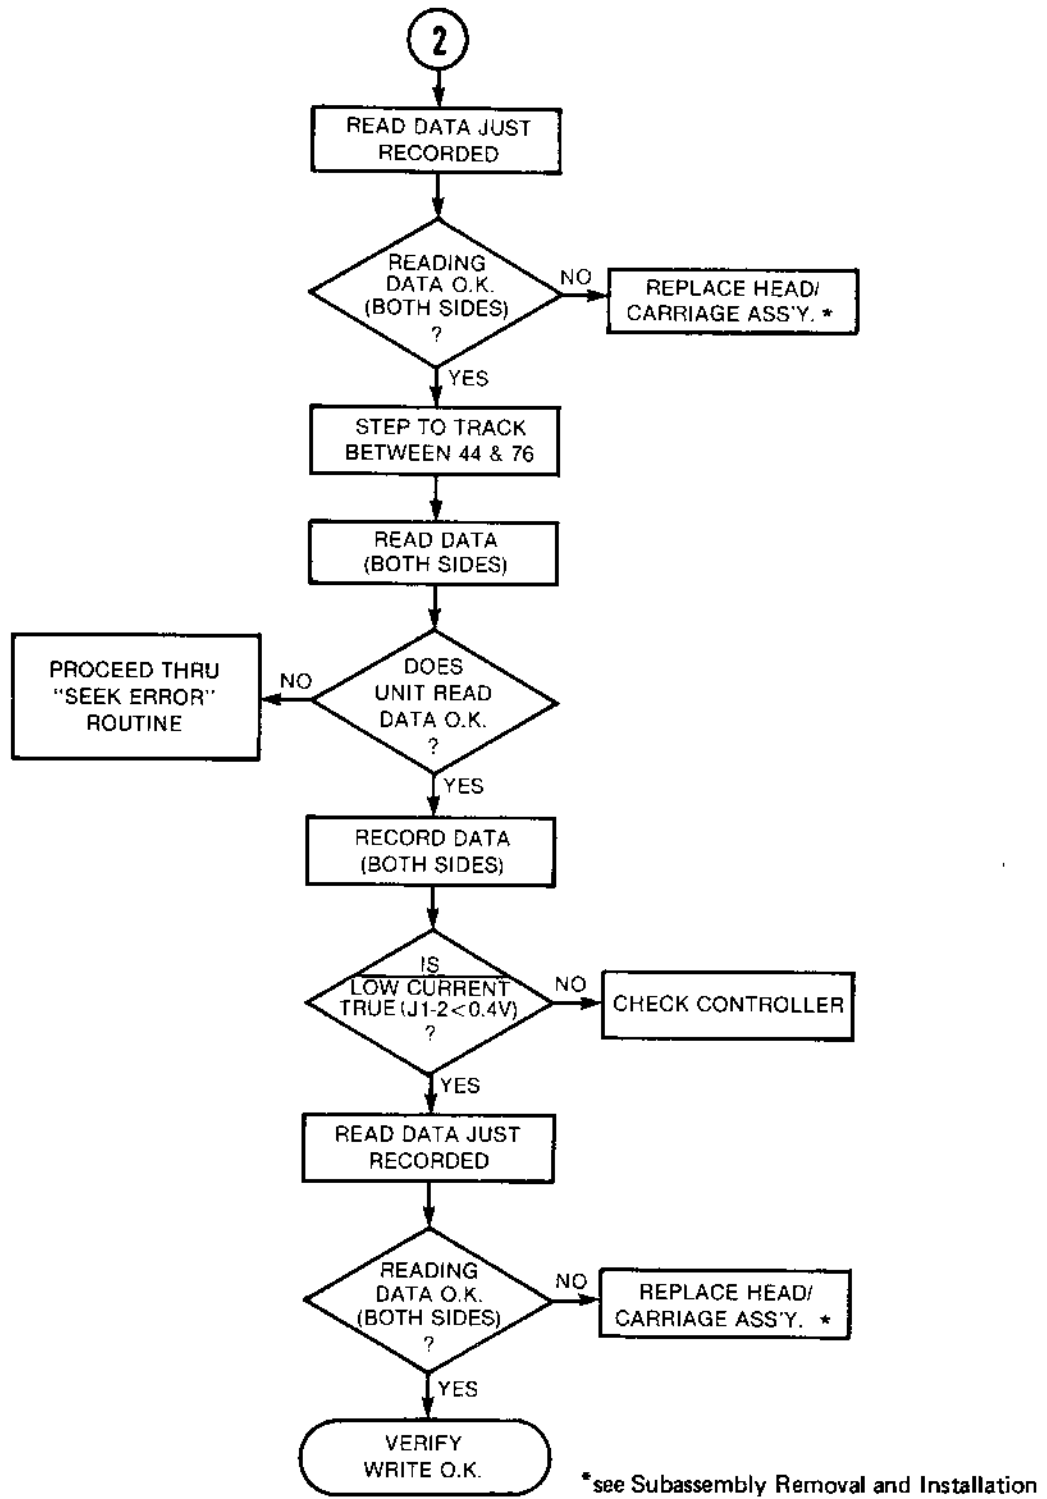 2
READ DATA JUST
RECORDED
READING
DATA O.K.
(BOTH SIDES)
?
NO
REPLACE HEAD/
CARRIAGE ASS'Y. *
YES
STEP TO TRACK
BETWEEN 44 & 76
READ DATA
(BOTH SIDES)
DOES
UNIT READ
DATA O.K.
?
NO
PROCEED THRU
"SEEK ERROR"
ROUTINE
YES
RECORD DATA
(BOTH SIDES)
IS
LOW CURRENT
TRUE (J1-2<0.4V)
?
NO
CHECK CONTROLLER
YES
READ DATA JUST
RECORDED
READING
DATA O.K.
(BOTH SIDES)
?
NO
REPLACE HEAD/
CARRIAGE ASS'Y. *
YES
VERIFY
WRITE O.K.
*see Subassembly Removal and Installation